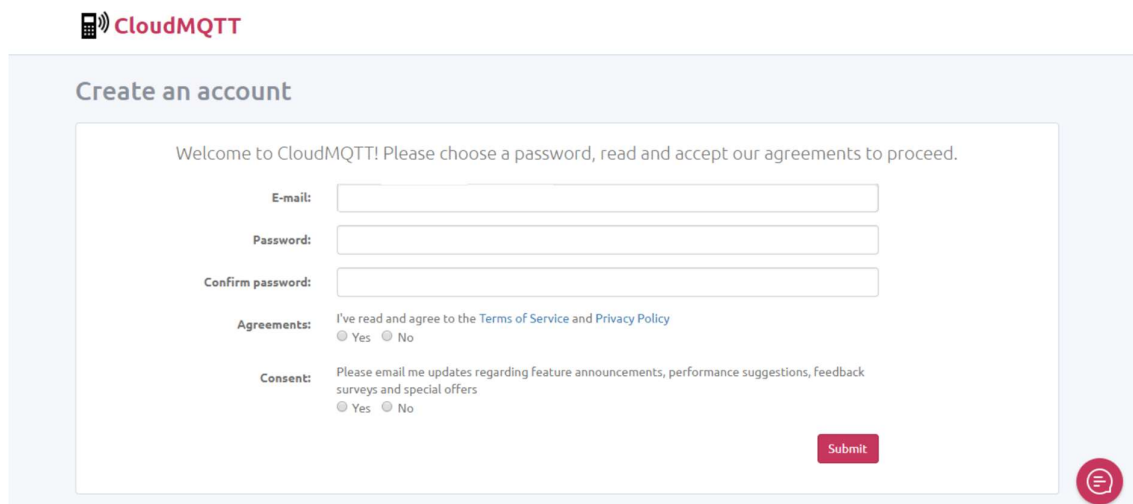 CloudMQTT
Create an account
Welcome to CloudMQTT! Please choose a password, read and accept our agreements to proceed.
E-mail:
Password:
Confirm password:
Agreements: I've read and agree to the Terms of Service and Privacy Policy
Yes No
Consent: Please email me updates regarding feature announcements, performance suggestions, feedback
surveys and special offers
Yes No
Submit